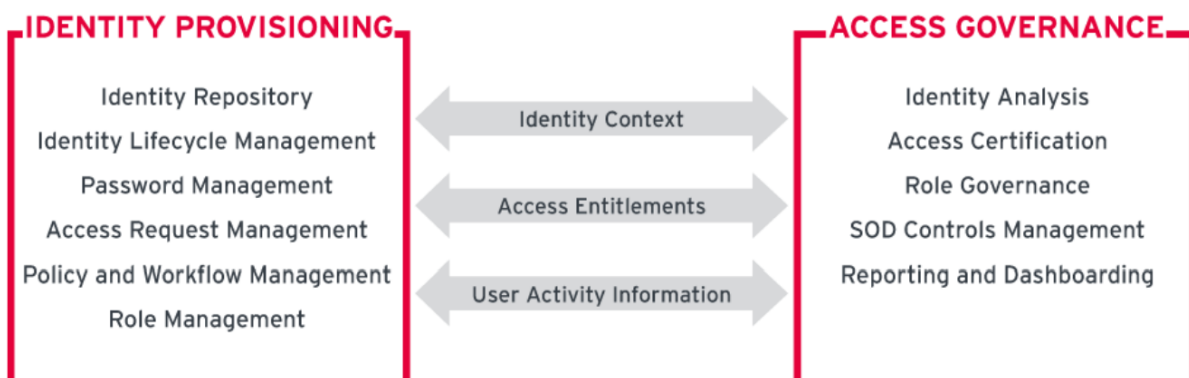 IDENTITY PROVISIONING
Identity Repository
Identity Lifecycle Management
Password Management
Access Request Management
Policy and Workflow Management
Role Management
Identity Context
Access Entitlements
User Activity Information
ACCESS GOVERNANCE
Identity Analysis
Access Certification
Role Governance
SOD Controls Management
Reporting and Dashboarding